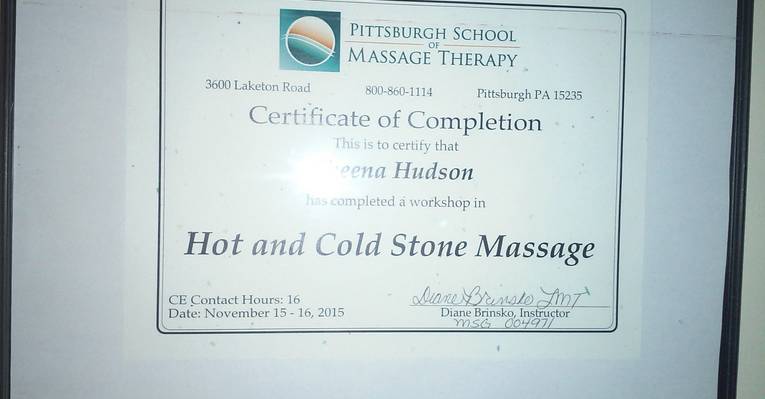 PITTSBURGH SCHOOL
OF
MASSAGE THERAPY
3600 Laketon Road 800-860-1114 Pittsburgh PA 15235
Certificate of Completion
This is to certify that
Hudson
has completed a workshop in
Hot and Cold Stone Massage
CE Contact Hours: 16
Date: November 15 - 16, 2015
Diane Brinsko LMT
Diane Brinsko, Instructor
MSG 004971